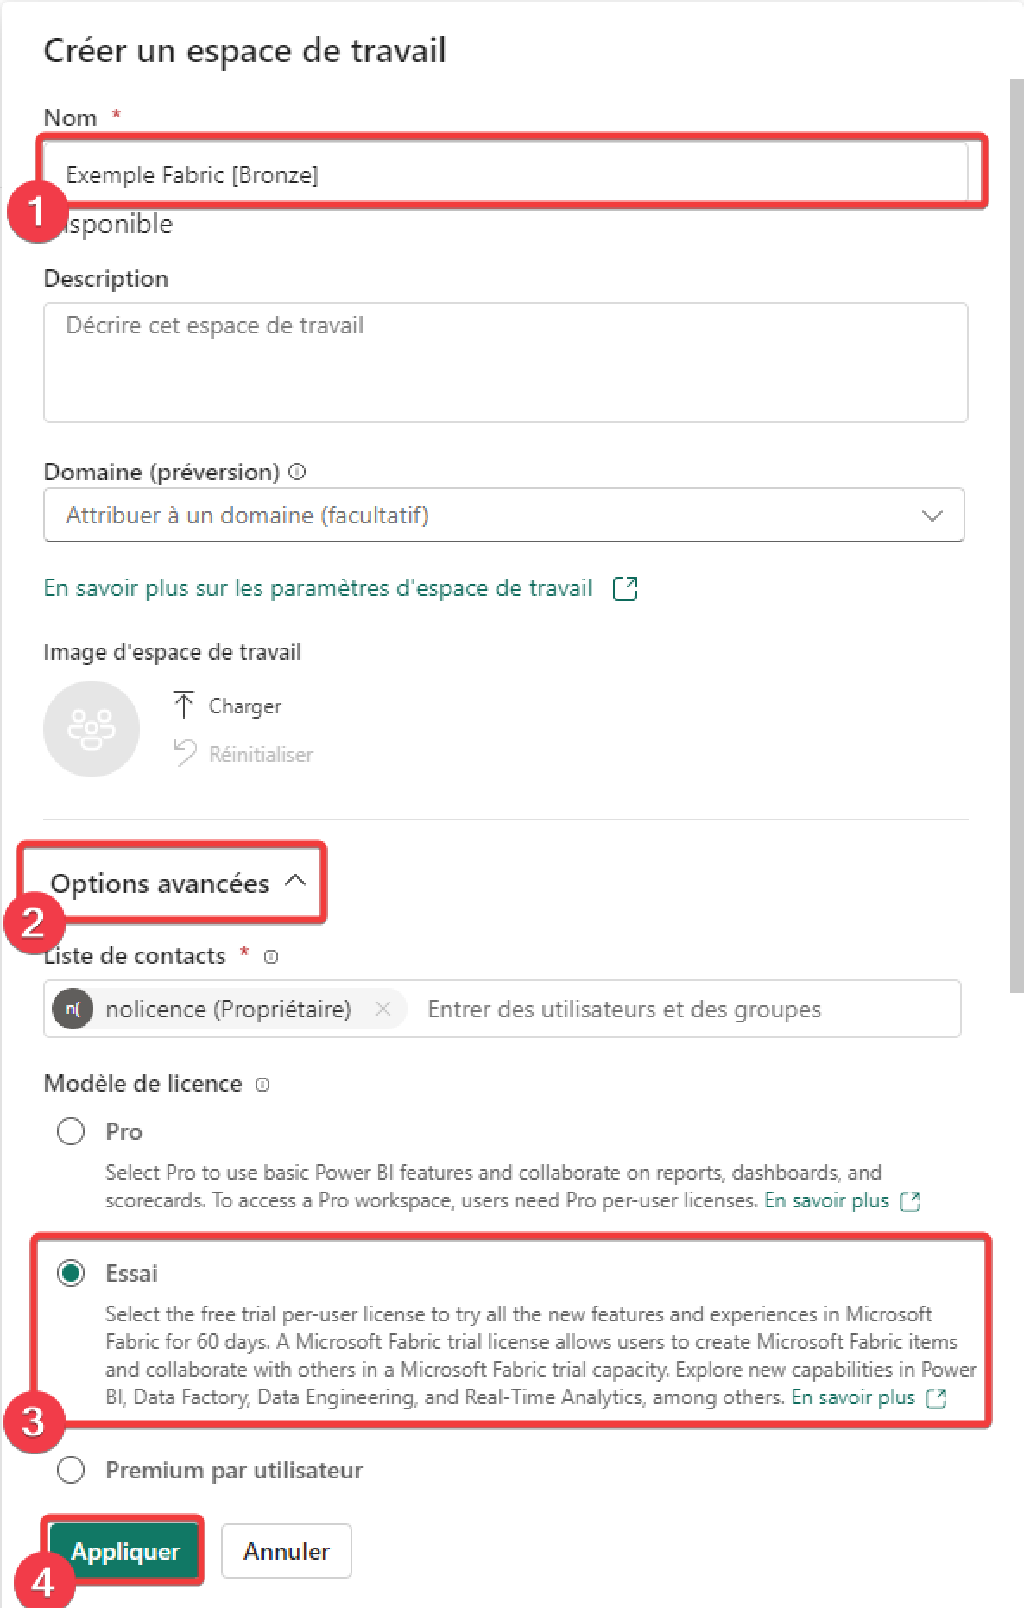 Créer un espace de travail
Nom *
Exemple Fabric [Bronze]
1
isponible
Description
Décrire cet espace de travail
Domaine (préversion)
Attribuer à un domaine (facultatif)
En savoir plus sur les paramètres d'espace de travail
Image d'espace de travail
Charger
Réinitialiser
Options avancées
2
Liste de contacts *
n( nolicence (Propriétaire) Entrer des utilisateurs et des groupes
Modèle de licence
Pro
Select Pro to use basic Power BI features and collaborate on reports, dashboards, and
scorecards. To access a Pro workspace, users need Pro per-user licenses. En savoir plus
Essai
Select the free trial per-user license to try all the new features and experiences in Microsoft
Fabric for 60 days. A Microsoft Fabric trial license allows users to create Microsoft Fabric items
and collaborate with others in a Microsoft Fabric trial capacity. Explore new capabilities in Power
BI, Data Factory, Data Engineering, and Real-Time Analytics, among others. En savoir plus
3
Premium par utilisateur
Appliquer Annuler
4